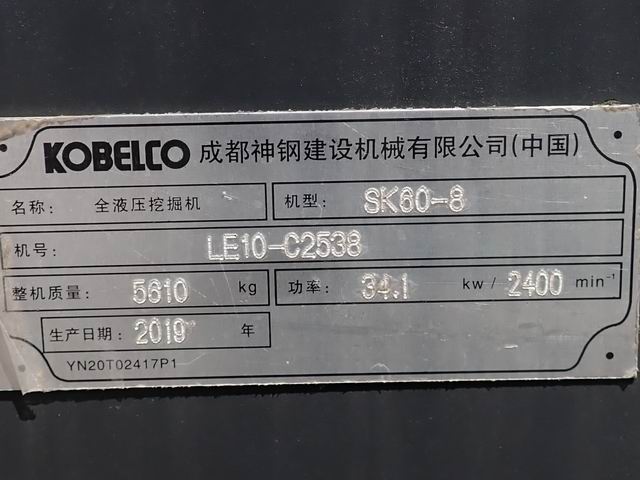 KOBELCO 成都神钢建设机械有限公司(中国)
名称: 全液压挖掘机 机型: SK60-8
机号: LE10-C2538
整机质量: 5610 kg 功率: 34.1 kw / 2400 min⁻¹
生产日期: 2019 年
YN20T02417P1